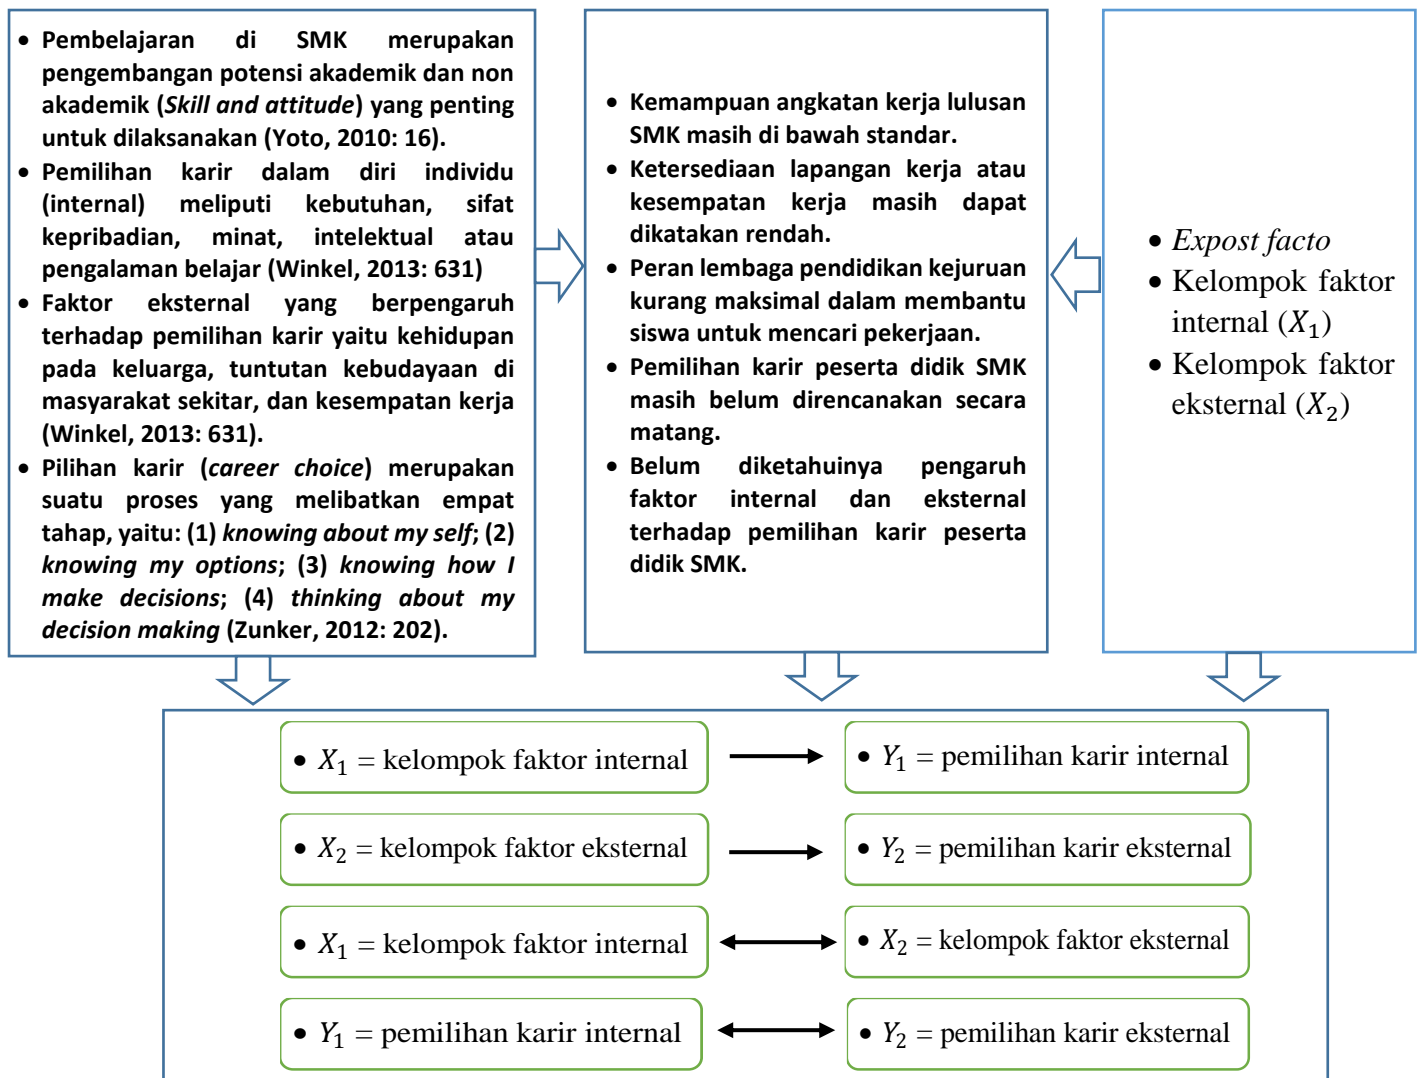 • Pembelajaran di SMK merupakan
pengembangan potensi akademik dan non
akademik (Skill and attitude) yang penting
untuk dilaksanakan (Yoto, 2010: 16).
• Pemilihan karir dalam diri individu
(internal) meliputi kebutuhan, sifat
kepribadian, minat, intelektual atau
pengalaman belajar (Winkel, 2013: 631)
• Faktor eksternal yang berpengaruh
terhadap pemilihan karir yaitu kehidupan
pada keluarga, tuntutan kebudayaan di
masyarakat sekitar, dan kesempatan kerja
(Winkel, 2013: 631).
• Pilihan karir (career choice) merupakan
suatu proses yang melibatkan empat
tahap, yaitu: (1) knowing about my self; (2)
knowing my options; (3) knowing how I
make decisions; (4) thinking about my
decision making (Zunker, 2012: 202).
• Kemampuan angkatan kerja lulusan
SMK masih di bawah standar.
• Ketersediaan lapangan kerja atau
kesempatan kerja masih dapat
dikatakan rendah.
• Peran lembaga pendidikan kejuruan
kurang maksimal dalam membantu
siswa untuk mencari pekerjaan.
• Pemilihan karir peserta didik SMK
masih belum direncanakan secara
matang.
• Belum diketahuinya pengaruh
faktor internal dan eksternal
terhadap pemilihan karir peserta
didik SMK.
• Expost facto
• Kelompok faktor
internal (X₁)
• Kelompok faktor
eksternal (X₂)
• X₁ = kelompok faktor internal
• Y₁ = pemilihan karir internal
• X₂ = kelompok faktor eksternal
• Y₂ = pemilihan karir eksternal
• X₁ = kelompok faktor internal
• X₂ = kelompok faktor eksternal
• Y₁ = pemilihan karir internal
• Y₂ = pemilihan karir eksternal